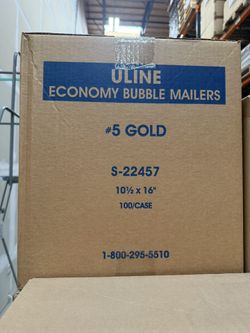 ULINE
ECONOMY BUBBLE MAILERS
#5 GOLD
S-22457
10½ x 16"
100/CASE
1-800-295-5510